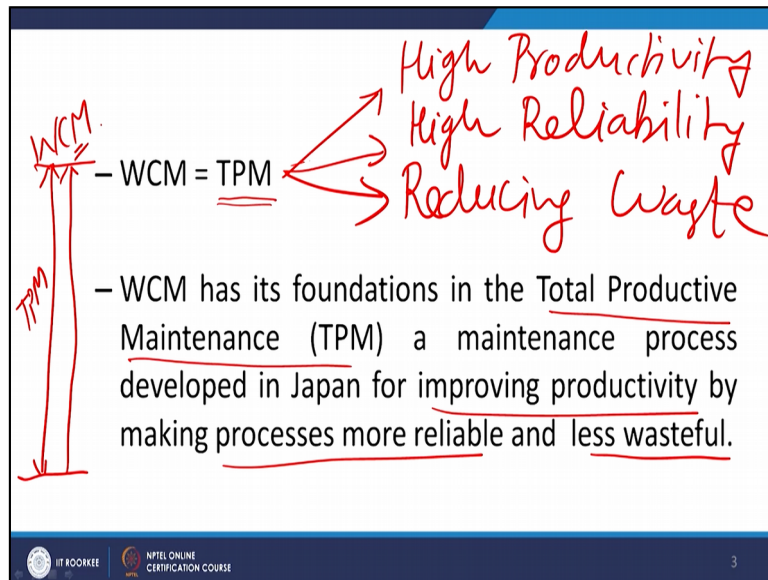 High Productivity
High Reliability
Reducing Waste
WCM.
– WCM = TPM
TPM
– WCM has its foundations in the Total Productive
Maintenance (TPM) a maintenance process
developed in Japan for improving productivity by
making processes more reliable and less wasteful.
IIT ROORKEE
NPTEL ONLINE
CERTIFICATION COURSE
3